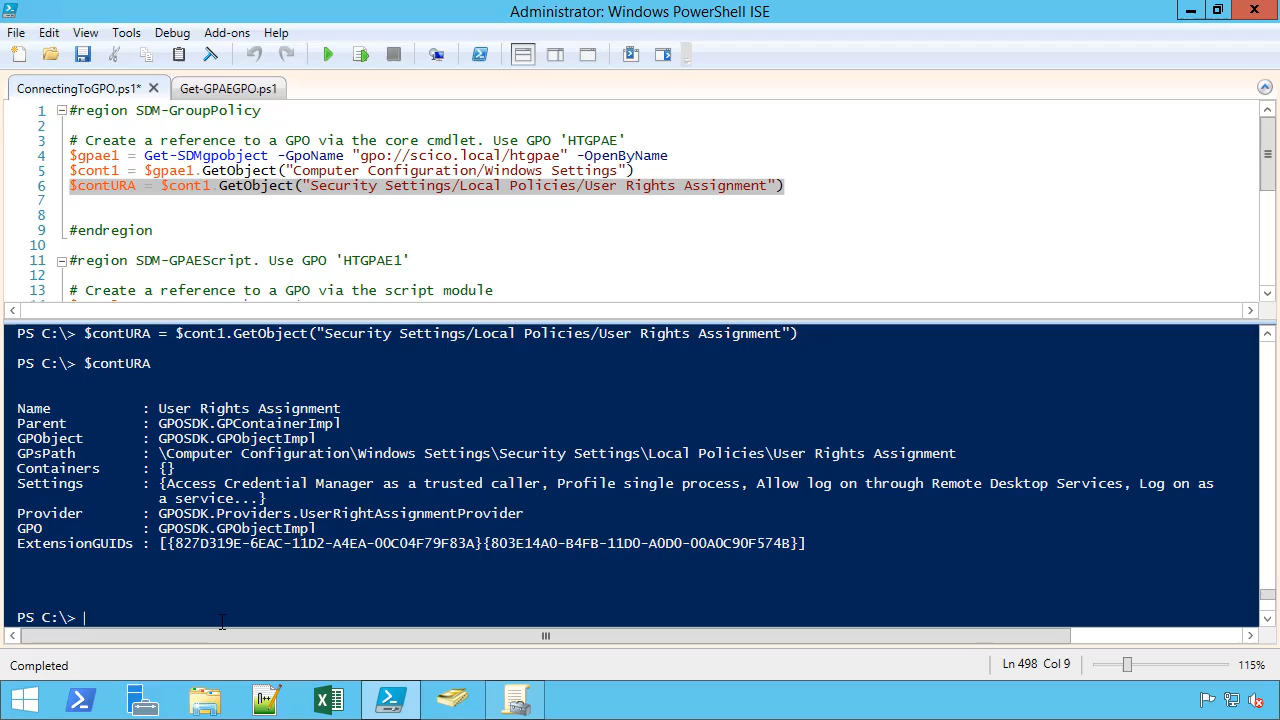 Administrator: Windows PowerShell ISE
File Edit View Tools Debug Add-ons Help
ConnectingToGPO.ps1* Get-GPAEGPO.ps1
1 #region SDM-GroupPolicy
2
3 # Create a reference to a GPO via the core cmdlet. Use GPO 'HTGPAE'
4 $gpae1 = Get-SDMgpobject -GpoName "gpo://scico.local/htgpae" -OpenByName
5 $cont1 = $gpae1.GetObject("Computer Configuration/Windows Settings")
6 $contURA = $cont1.GetObject("Security Settings/Local Policies/User Rights Assignment")
7
8
9 #endregion
10
11 #region SDM-GPAEScript. Use GPO 'HTGPAE1'
12
13 # Create a reference to a GPO via the script module
PS C:\> $contURA = $cont1.GetObject("Security Settings/Local Policies/User Rights Assignment")
PS C:\> $contURA
Name : User Rights Assignment
Parent : GPOSDK.GPContainerImpl
GPObject : GPOSDK.GPObjectImpl
GPsPath : \Computer Configuration\Windows Settings\Security Settings\Local Policies\User Rights Assignment
Containers : {}
Settings : {Access Credential Manager as a trusted caller, Profile single process, Allow log on through Remote Desktop Services, Log on as
a service...}
Provider : GPOSDK.Providers.UserRightAssignmentProvider
GPO : GPOSDK.GPObjectImpl
ExtensionGUIDs : [{827D319E-6EAC-11D2-A4EA-00C04F79F83A}{803E14A0-B4FB-11D0-A0D0-00A0C90F574B}]
PS C:\>
Completed Ln 498 Col 9 115%